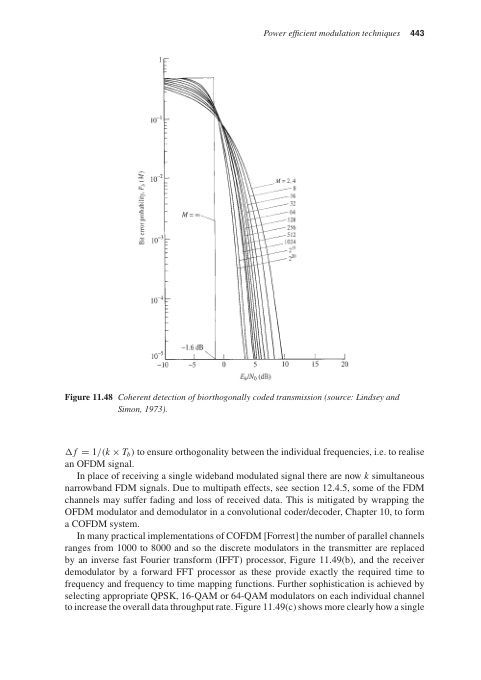 Power efficient modulation techniques 443
1
10⁻¹
10⁻²
10⁻³
10⁻⁴
10⁻⁵
Bit error probability, Pb (M)
M = ∞
M = 2, 4
8
16
32
64
128
256
512
1024
2¹⁵
2²⁰
−1.6 dB
−10 −5 0 5 10 15 20
Eb/N0 (dB)
Figure 11.48 Coherent detection of biorthogonally coded transmission (source: Lindsey and
Simon, 1973).
Δf = 1/(k × Tb) to ensure orthogonality between the individual frequencies, i.e. to realise
an OFDM signal.
In place of receiving a single wideband modulated signal there are now k simultaneous
narrowband FDM signals. Due to multipath effects, see section 12.4.5, some of the FDM
channels may suffer fading and loss of received data. This is mitigated by wrapping the
OFDM modulator and demodulator in a convolutional coder/decoder, Chapter 10, to form
a COFDM system.
In many practical implementations of COFDM [Forrest] the number of parallel channels
ranges from 1000 to 8000 and so the discrete modulators in the transmitter are replaced
by an inverse fast Fourier transform (IFFT) processor, Figure 11.49(b), and the receiver
demodulator by a forward FFT processor as these provide exactly the required time to
frequency and frequency to time mapping functions. Further sophistication is achieved by
selecting appropriate QPSK, 16-QAM or 64-QAM modulators on each individual channel
to increase the overall data throughput rate. Figure 11.49(c) shows more clearly how a single